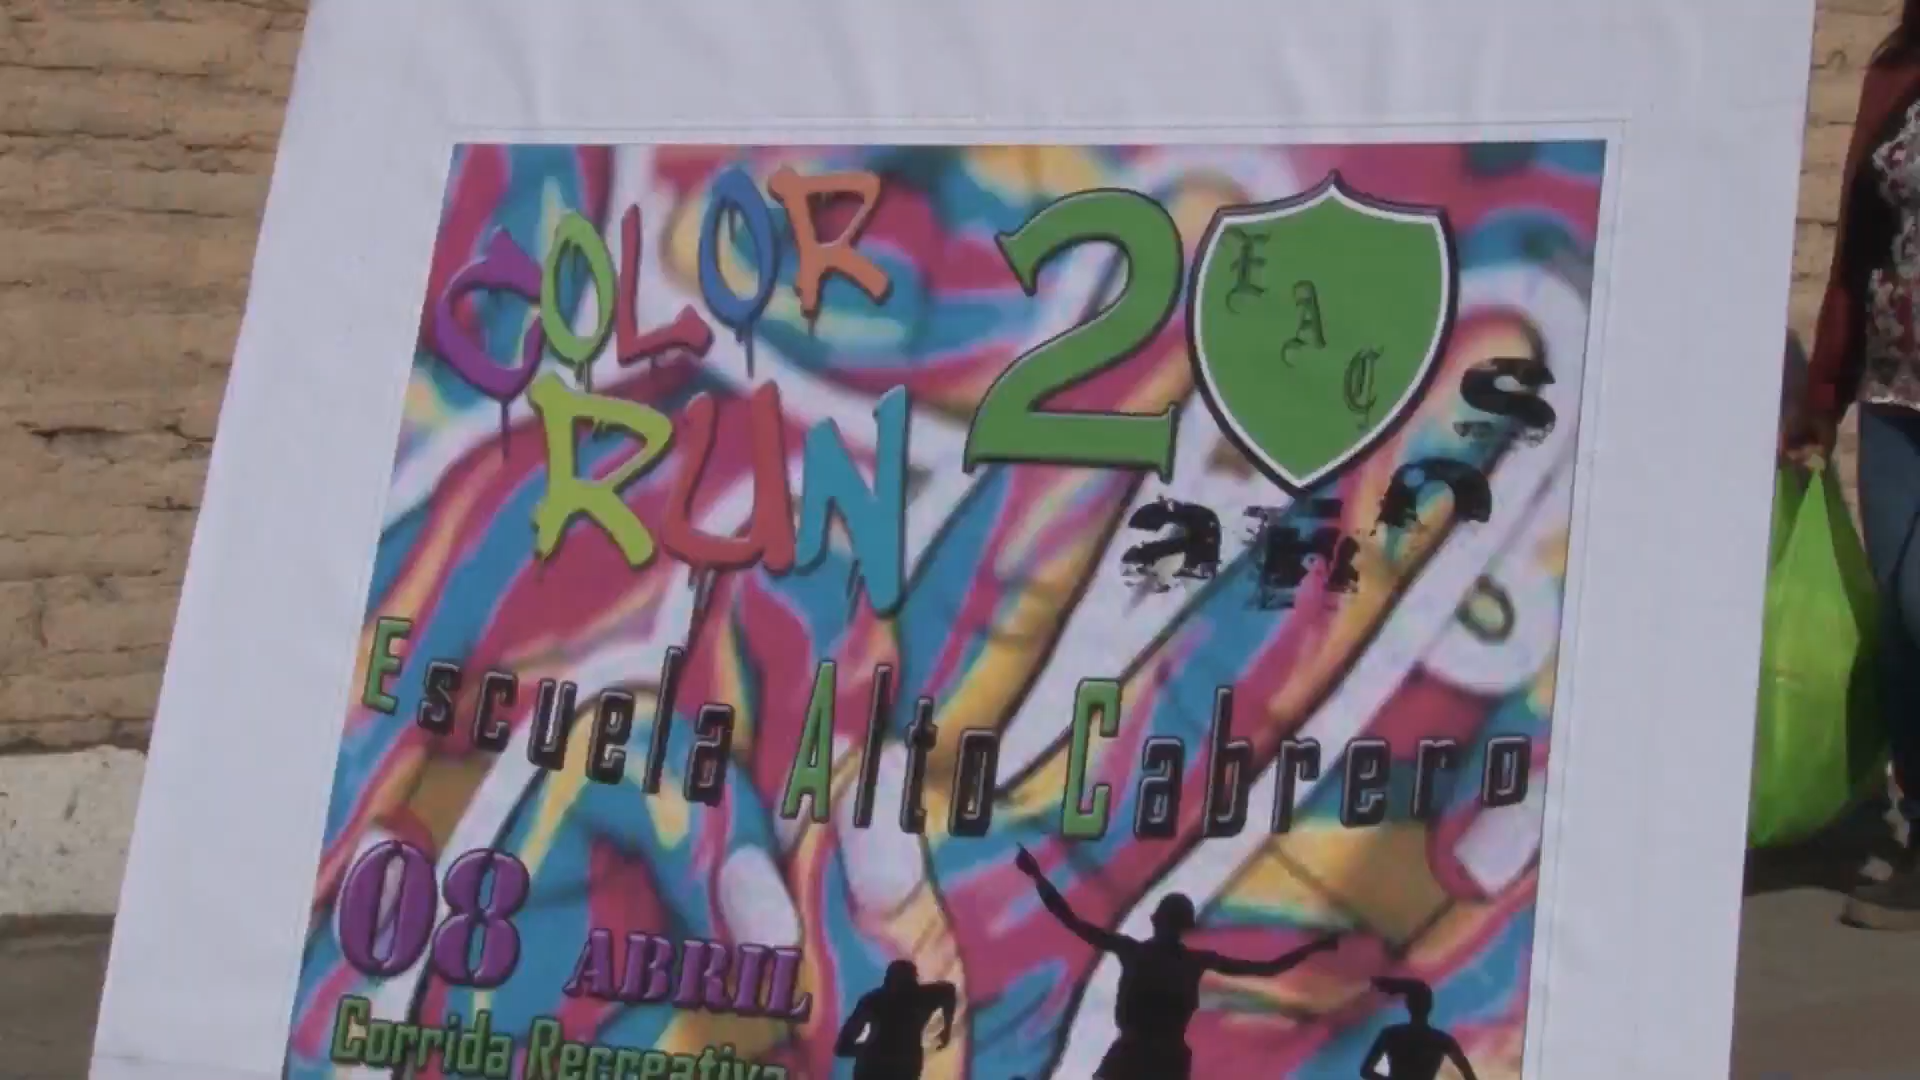 COLOR
RUN
20
EAC
años
Escuela Alto Cabrero
08 ABRIL
Corrida Recreativa